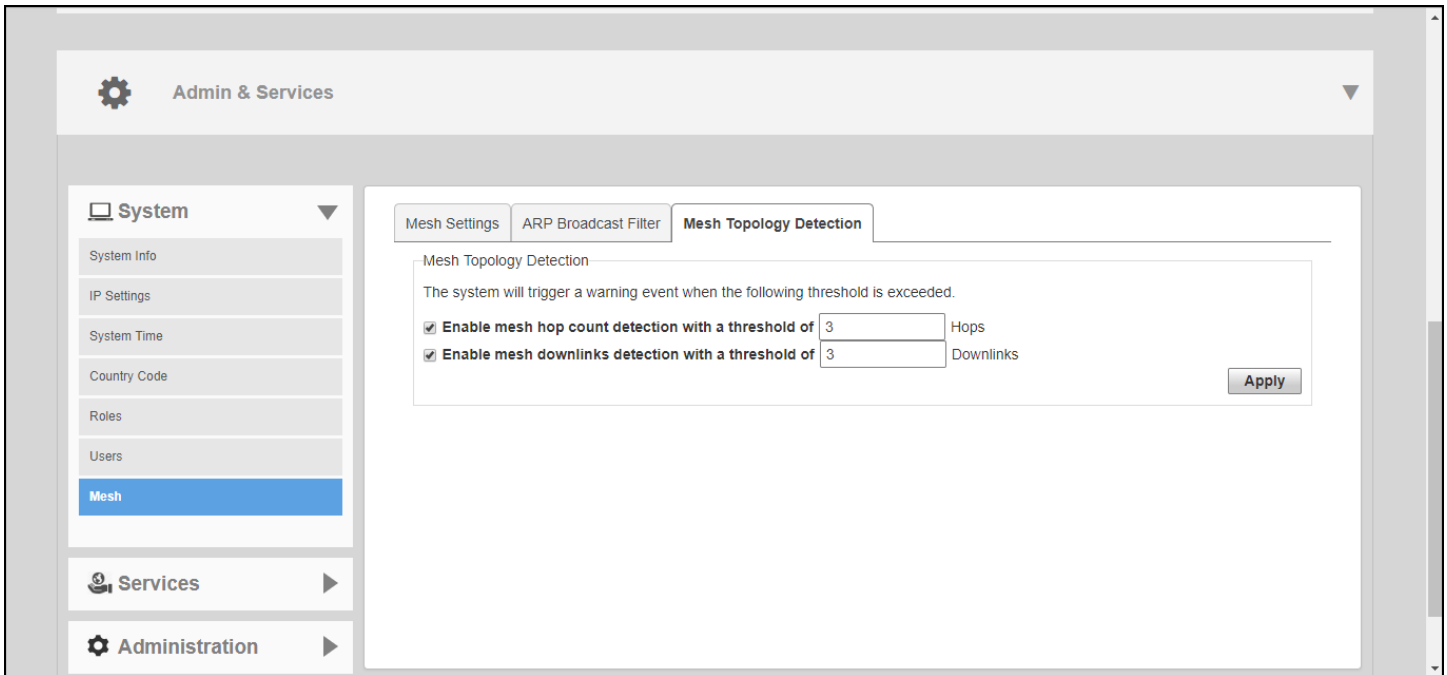 Admin & Services
System
System Info
IP Settings
System Time
Country Code
Roles
Users
Mesh
Services
Administration
Mesh Settings
ARP Broadcast Filter
Mesh Topology Detection
Mesh Topology Detection
The system will trigger a warning event when the following threshold is exceeded.
Enable mesh hop count detection with a threshold of 3 Hops
Enable mesh downlinks detection with a threshold of 3 Downlinks
Apply